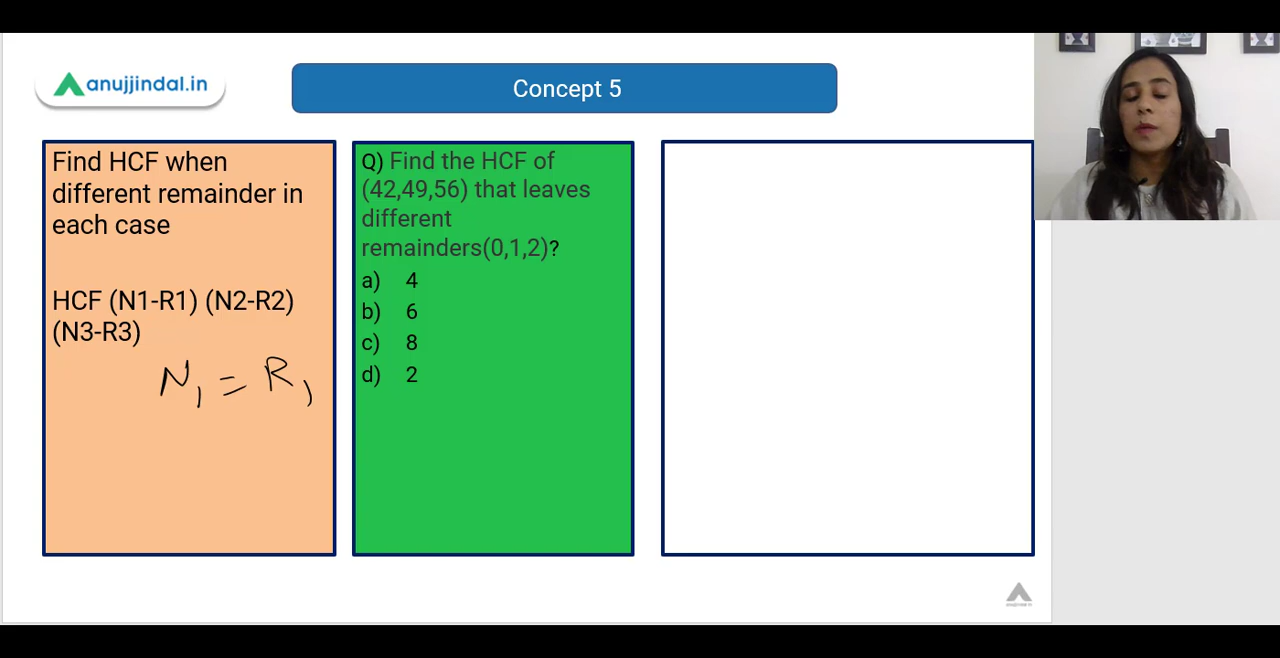 anujjindal.in
Concept 5
Find HCF when
different remainder in
each case
HCF (N1-R1) (N2-R2)
(N3-R3)
N1 = R1
Q) Find the HCF of
(42,49,56) that leaves
different
remainders(0,1,2)?
a) 4
b) 6
c) 8
d) 2